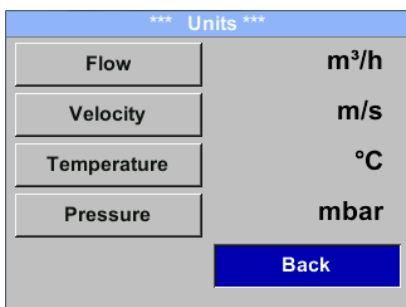 *** Units ***
Flow m³/h
Velocity m/s
Temperature °C
Pressure mbar
Back